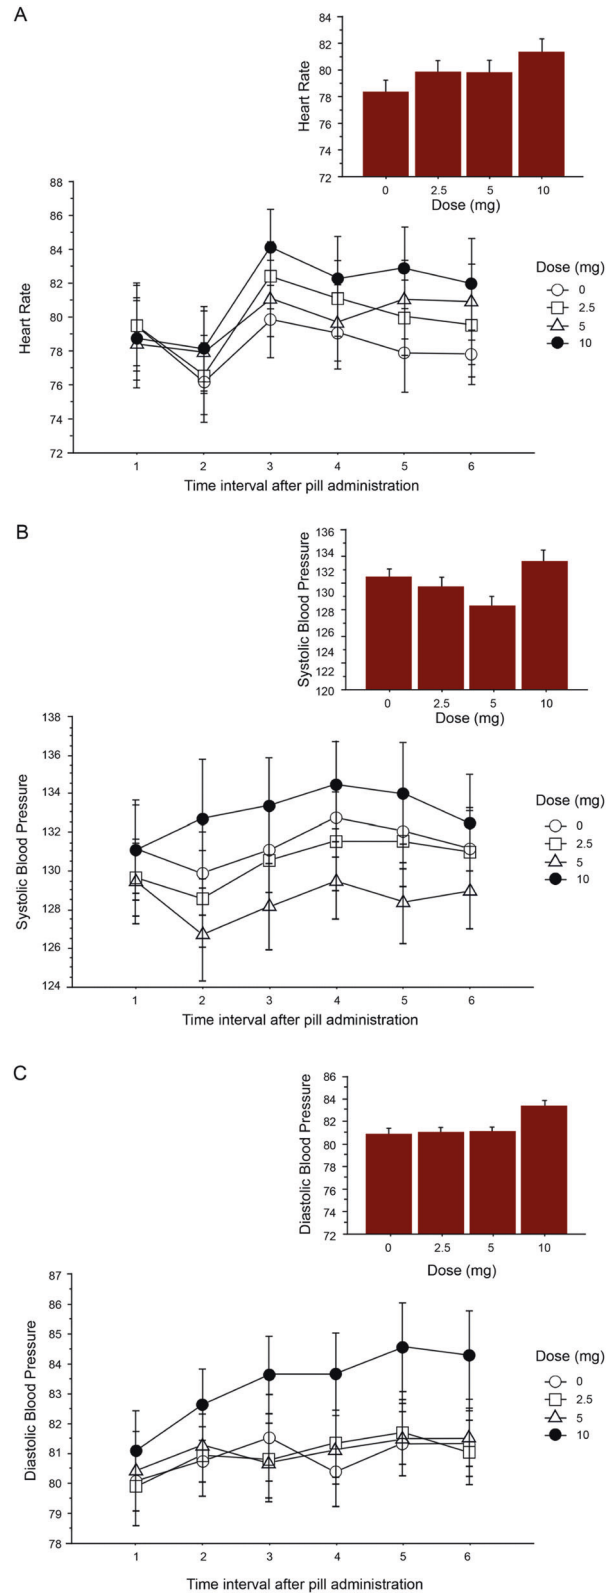 A
84
82
80
78
76
74
72
Heart Rate
0 2.5 5 10
Dose (mg)
88
86
84
82
80
78
76
74
72
Heart Rate
1 2 3 4 5 6
Time interval after pill administration
Dose (mg)
0
2.5
5
10
B
136
132
128
126
124
122
120
Systolic Blood Pressure
0 2.5 5 10
Dose (mg)
138
136
134
132
130
128
126
124
Systolic Blood Pressure
1 2 3 4 5 6
Time interval after pill administration
Dose (mg)
0
2.5
5
10
C
86
84
82
80
78
76
74
72
Diastolic Blood Pressure
0 2.5 5 10
Dose (mg)
87
86
85
84
83
82
81
80
79
78
Diastolic Blood Pressure
1 2 3 4 5 6
Time interval after pill administration
Dose (mg)
0
2.5
5
10